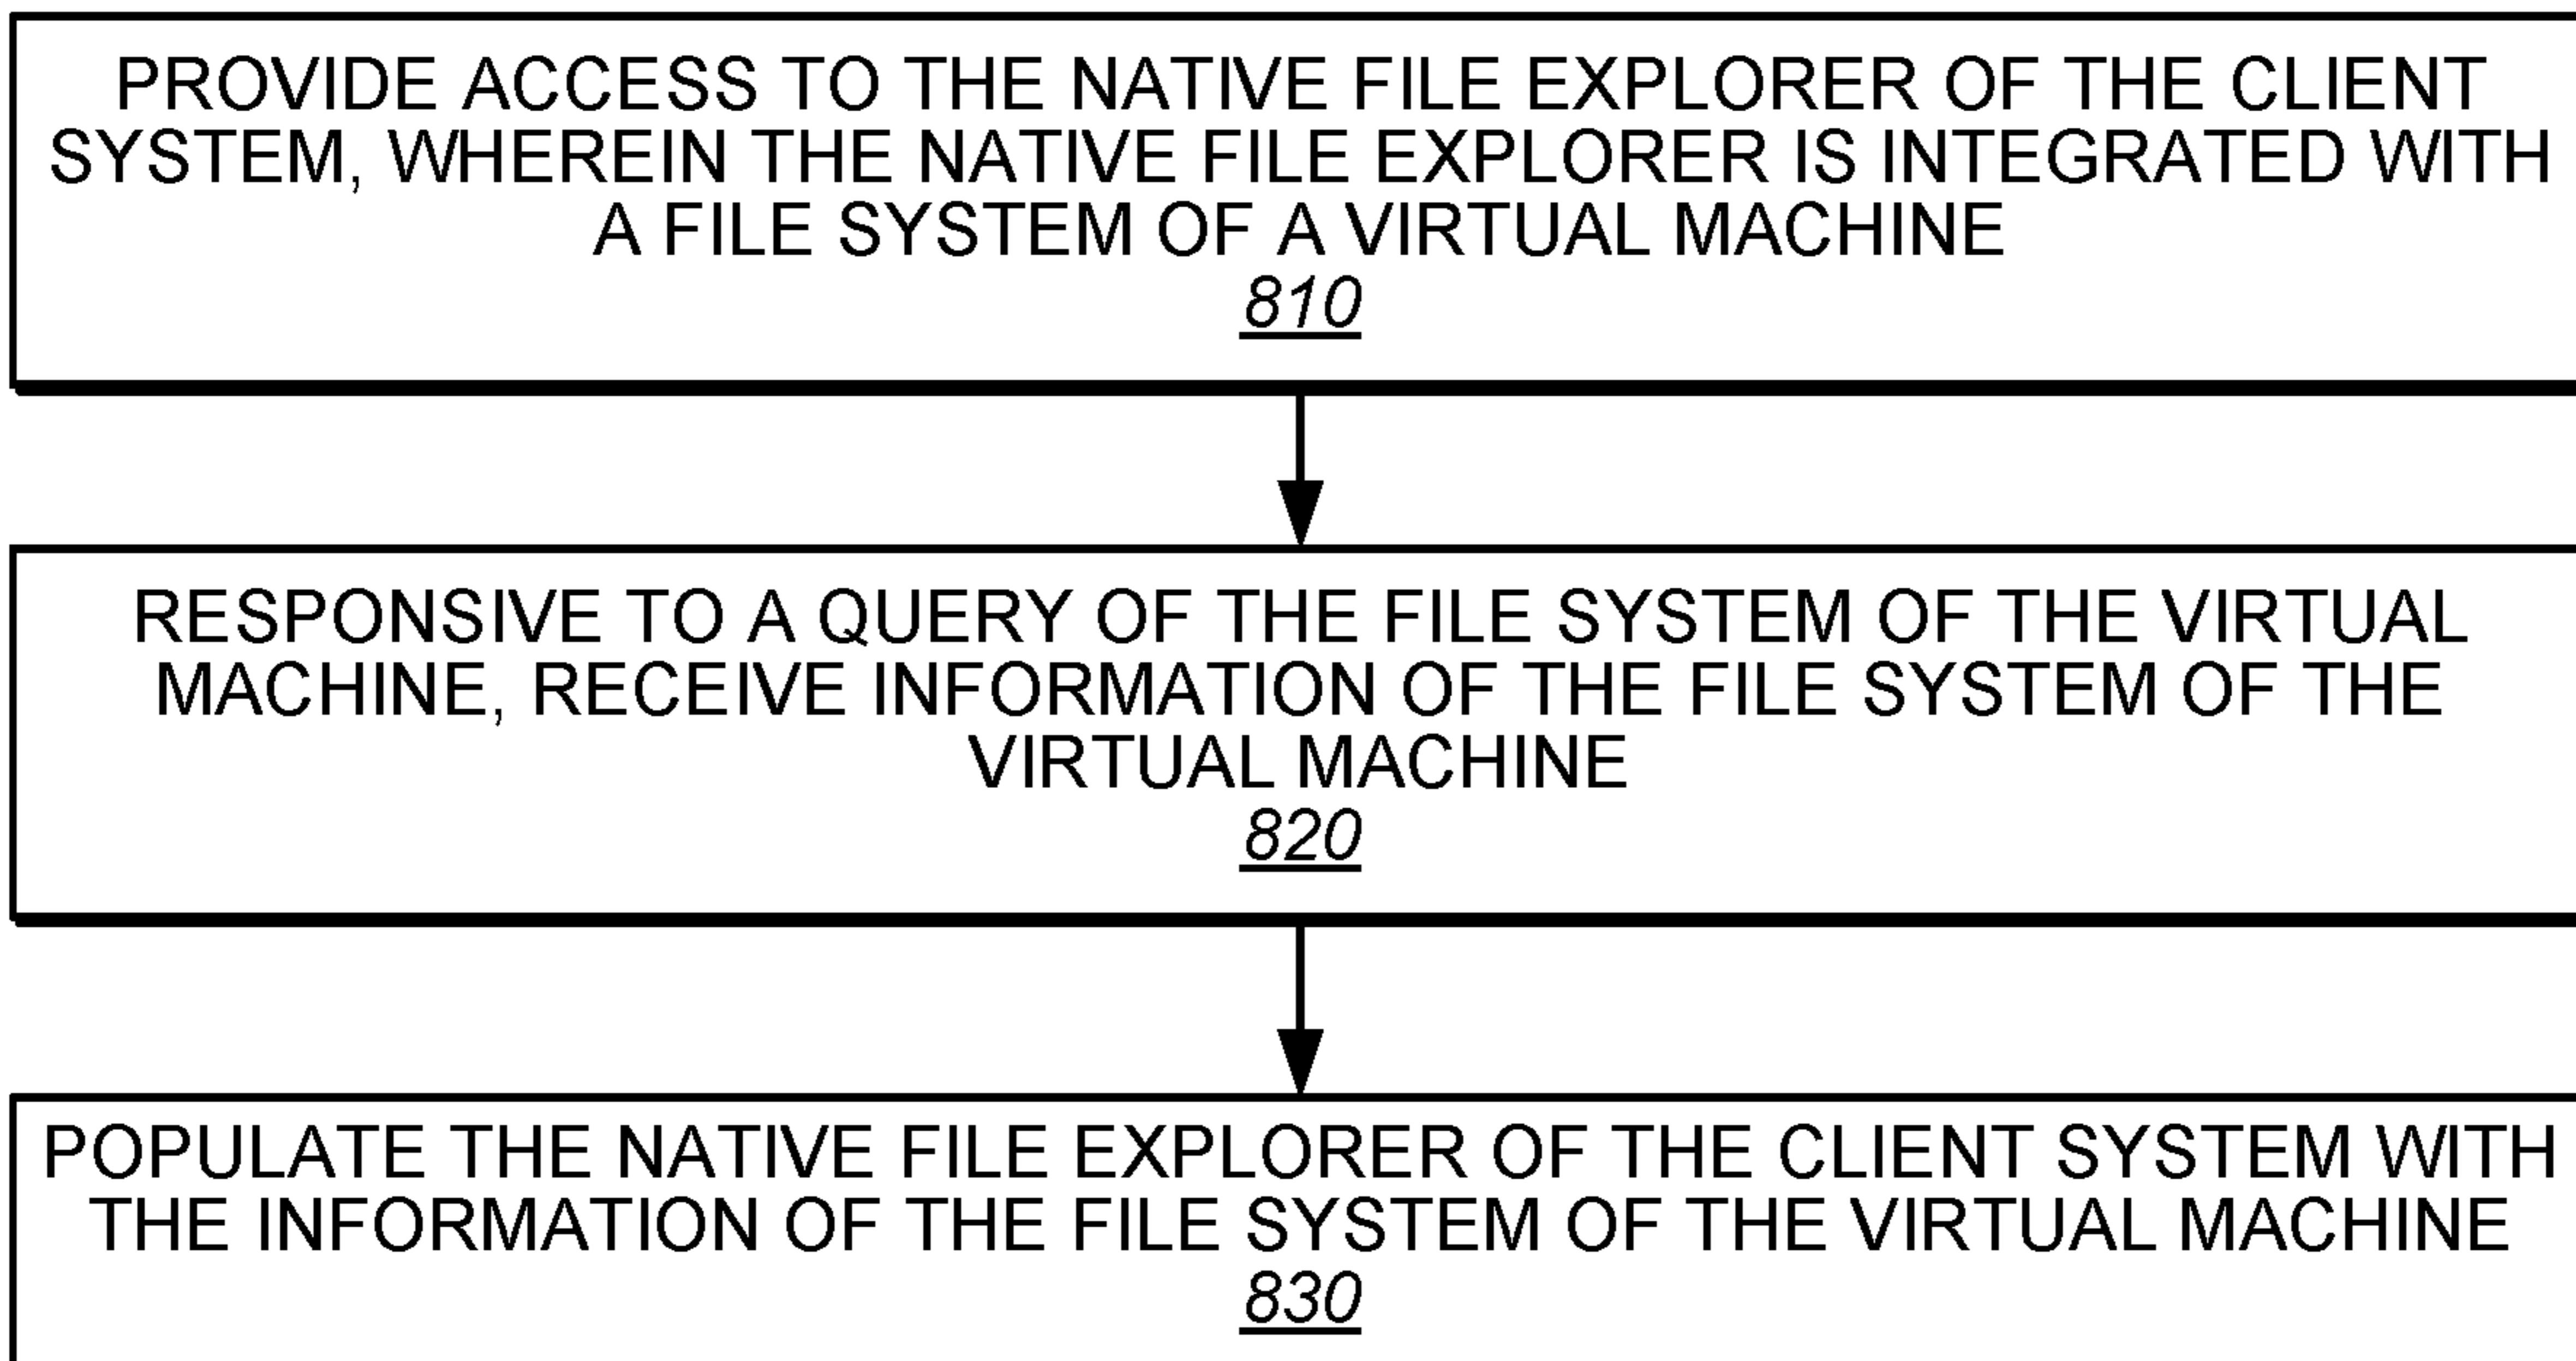 PROVIDE ACCESS TO THE NATIVE FILE EXPLORER OF THE CLIENT
SYSTEM, WHEREIN THE NATIVE FILE EXPLORER IS INTEGRATED WITH
A FILE SYSTEM OF A VIRTUAL MACHINE
810
RESPONSIVE TO A QUERY OF THE FILE SYSTEM OF THE VIRTUAL
MACHINE, RECEIVE INFORMATION OF THE FILE SYSTEM OF THE
VIRTUAL MACHINE
820
POPULATE THE NATIVE FILE EXPLORER OF THE CLIENT SYSTEM WITH
THE INFORMATION OF THE FILE SYSTEM OF THE VIRTUAL MACHINE
830